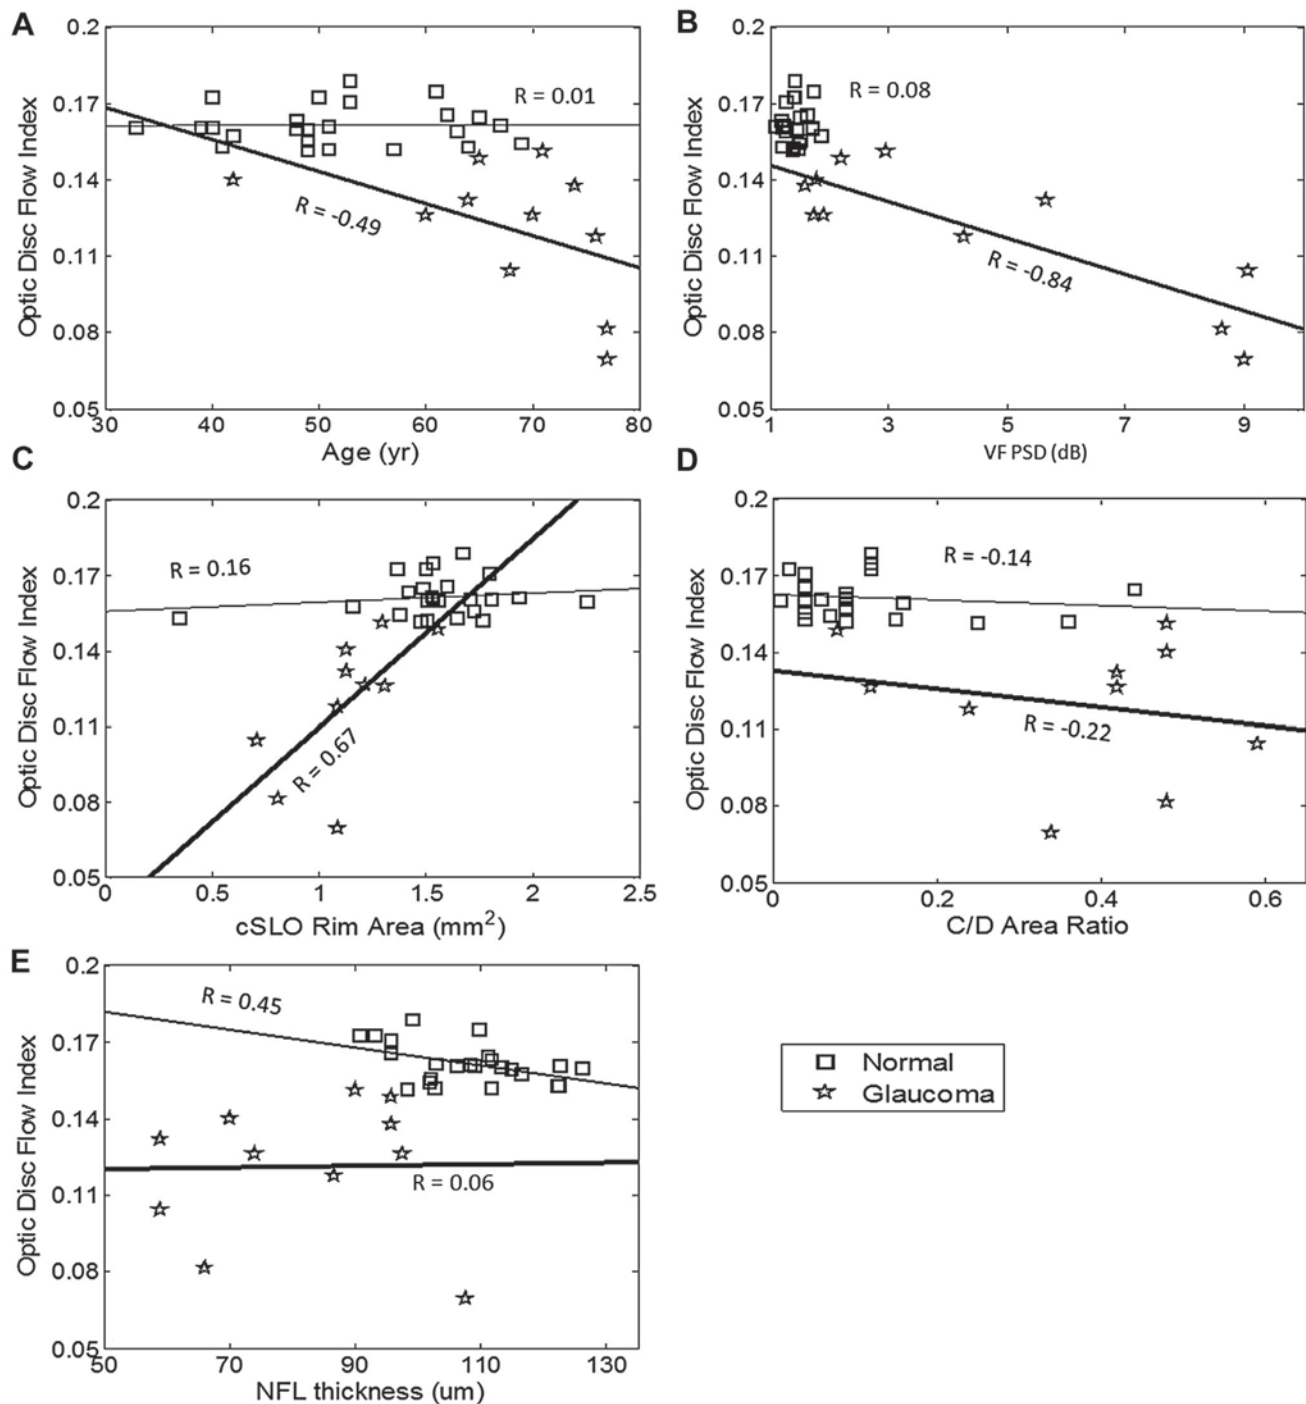 A
0.2
0.17
0.14
0.11
0.08
0.05
Optic Disc Flow Index
R = 0.01
R = -0.49
30 40 50 60 70 80
Age (yr)
B
0.2
0.17
0.14
0.11
0.08
0.05
Optic Disc Flow Index
R = 0.08
R = -0.84
1 3 5 7 9
VF PSD (dB)
C
0.2
0.17
0.14
0.11
0.08
0.05
Optic Disc Flow Index
R = 0.16
R = 0.67
0 0.5 1 1.5 2 2.5
cSLO Rim Area (mm²)
D
0.2
0.17
0.14
0.11
0.08
0.05
Optic Disc Flow Index
R = -0.14
R = -0.22
0 0.2 0.4 0.6
C/D Area Ratio
E
0.2
0.17
0.14
0.11
0.08
0.05
Optic Disc Flow Index
R = 0.45
R = 0.06
50 70 90 110 130
NFL thickness (um)
Normal
Glaucoma